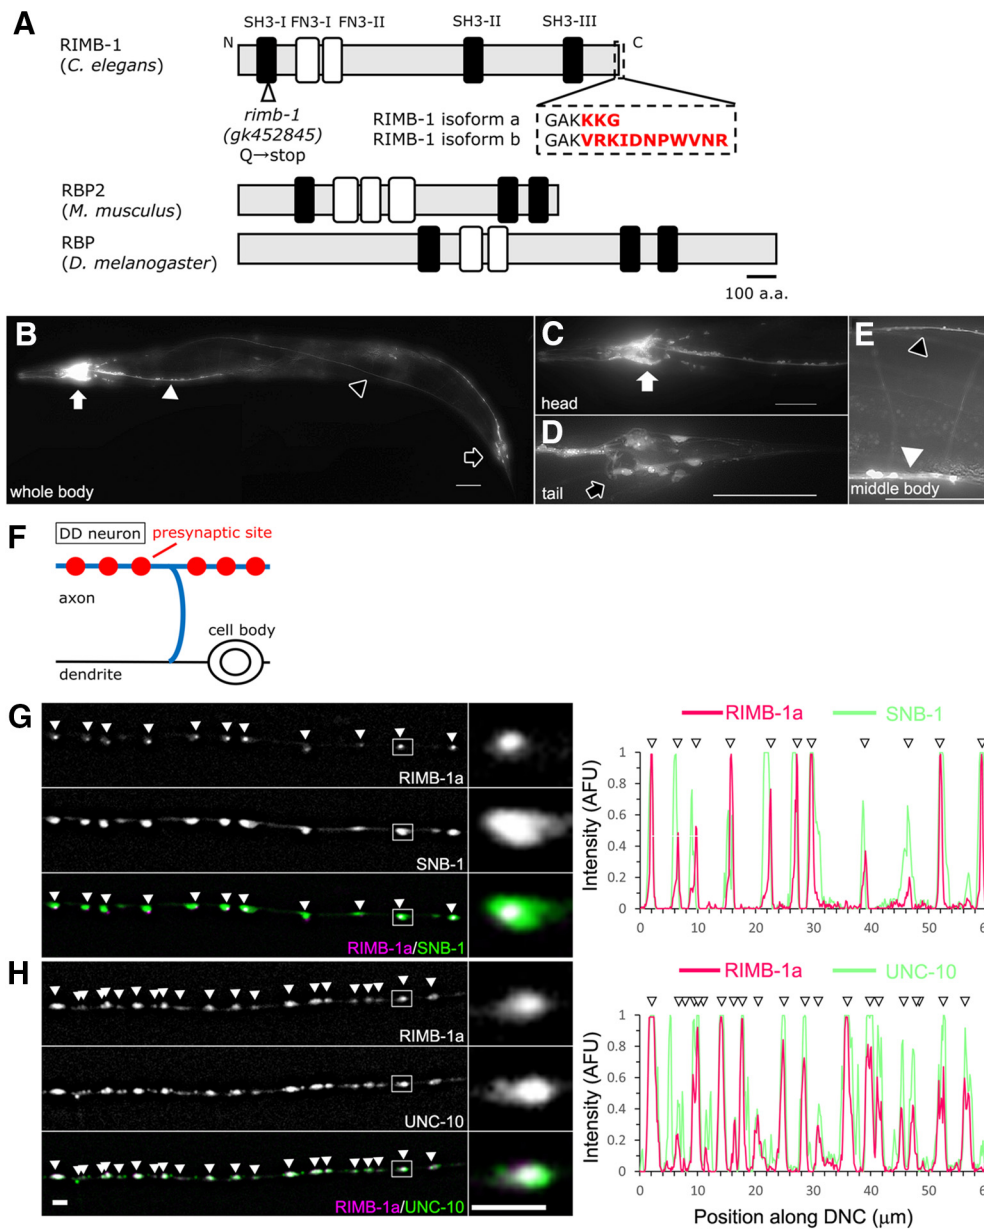 A
SH3-I FN3-I FN3-II SH3-II SH3-III
RIMB-1
(C. elegans)
N
C
rimb-1
(gk452845)
Q→stop
RIMB-1 isoform a
RIMB-1 isoform b
GAKKKG
GAKVRKIDNPWVNR
RBP2
(M. musculus)
RBP
(D. melanogaster)
100 a.a.
B
whole body
C
head
D
tail
E
middle body
F
DD neuron
presynaptic site
axon
cell body
dendrite
G
RIMB-1a
SNB-1
RIMB-1a/SNB-1
RIMB-1a SNB-1
Intensity (AFU)
1
0.8
0.6
0.4
0.2
0
0 10 20 30 40 50 6
H
RIMB-1a
UNC-10
RIMB-1a/UNC-10
RIMB-1a UNC-10
Intensity (AFU)
1
0.8
0.6
0.4
0.2
0
0 10 20 30 40 50 6
Position along DNC (μm)